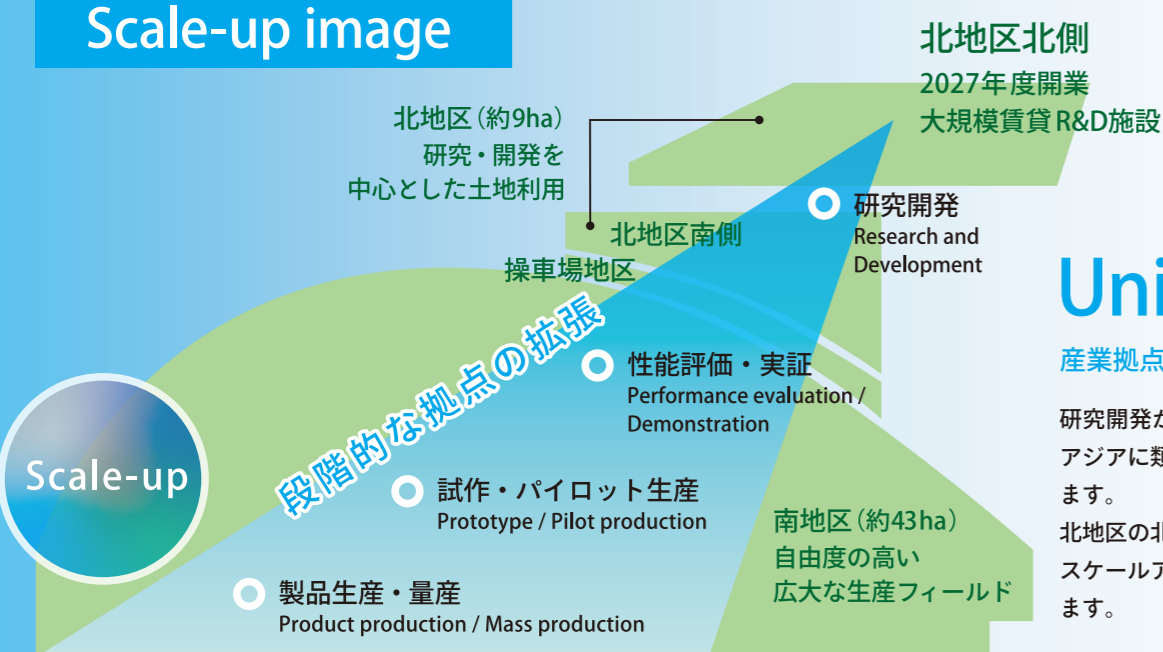 Scale-up image
北地区北側
2027年度開業
大規模賃貸R&D施設
北地区（約9ha）
研究・開発を
中心とした土地利用
北地区南側
操車場地区
研究開発
Research and
Development
段階的な拠点の拡張
性能評価・実証
Performance evaluation /
Demonstration
Scale-up
試作・パイロット生産
Prototype / Pilot production
製品生産・量産
Product production / Mass production
南地区（約43ha）
自由度の高い
広大な生産フィールド
Uni
産業拠点
研究開発が
アジアに類
ます。
北地区の北
スケールア
ます。